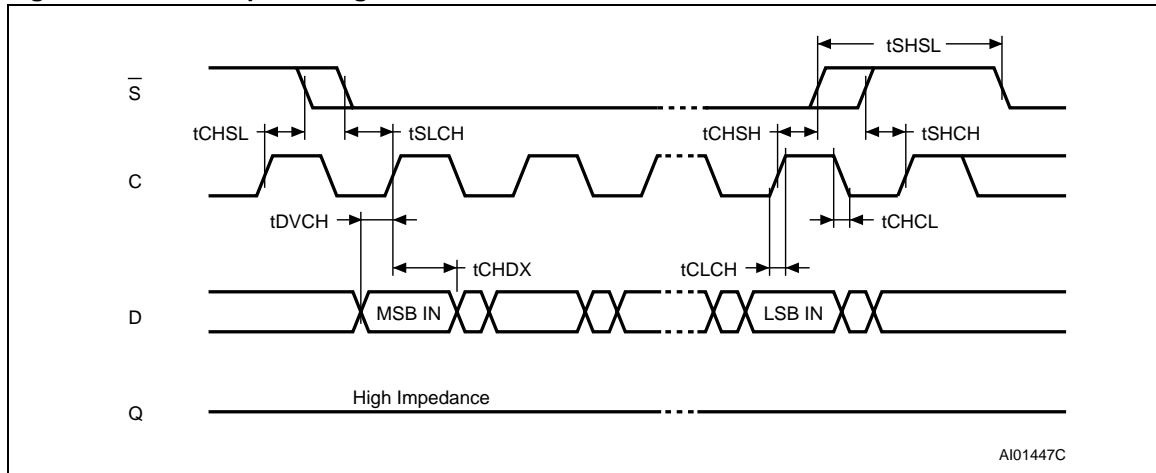 tSHSL
S
tCHSL
tSLCH
tCHSH
tSHCH
C
tDVCH
tCHCL
tCHDX
tCLCH
D
MSB IN
LSB IN
High Impedance
Q
AI01447C